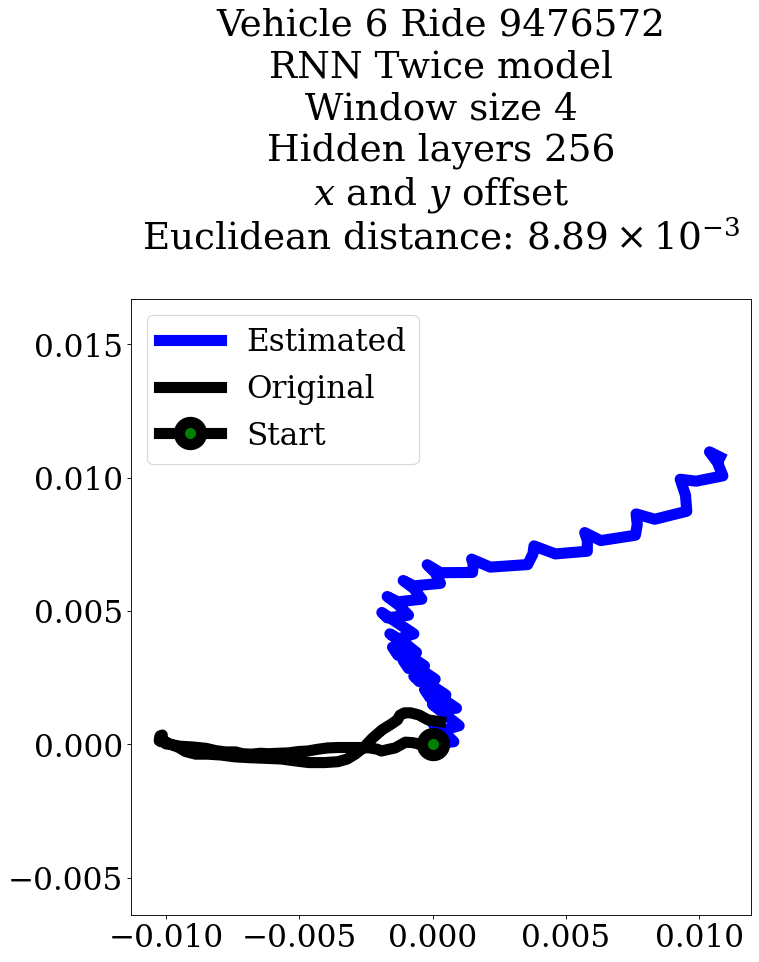 Vehicle 6 Ride 9476572
RNN Twice model
Window size 4
Hidden layers 256
x and y offset
Euclidean distance: 8.89 × 10⁻³
Estimated
Original
Start
0.015
0.010
0.005
0.000
−0.005
−0.010 −0.005 0.000 0.005 0.010